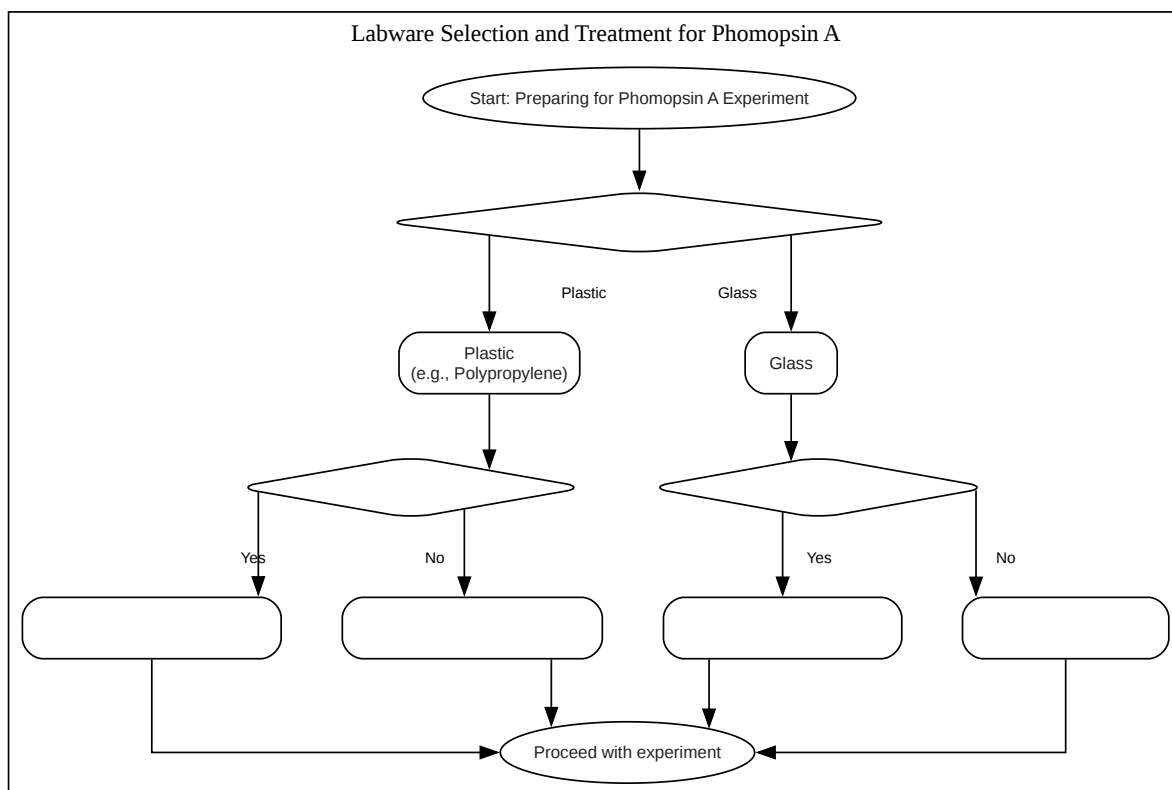 Labware Selection and Treatment for Phomopsin A
Start: Preparing for Phomopsin A Experiment
Plastic
Glass
Plastic
(e.g., Polypropylene)
Glass
Yes
No
Yes
No
Proceed with experiment